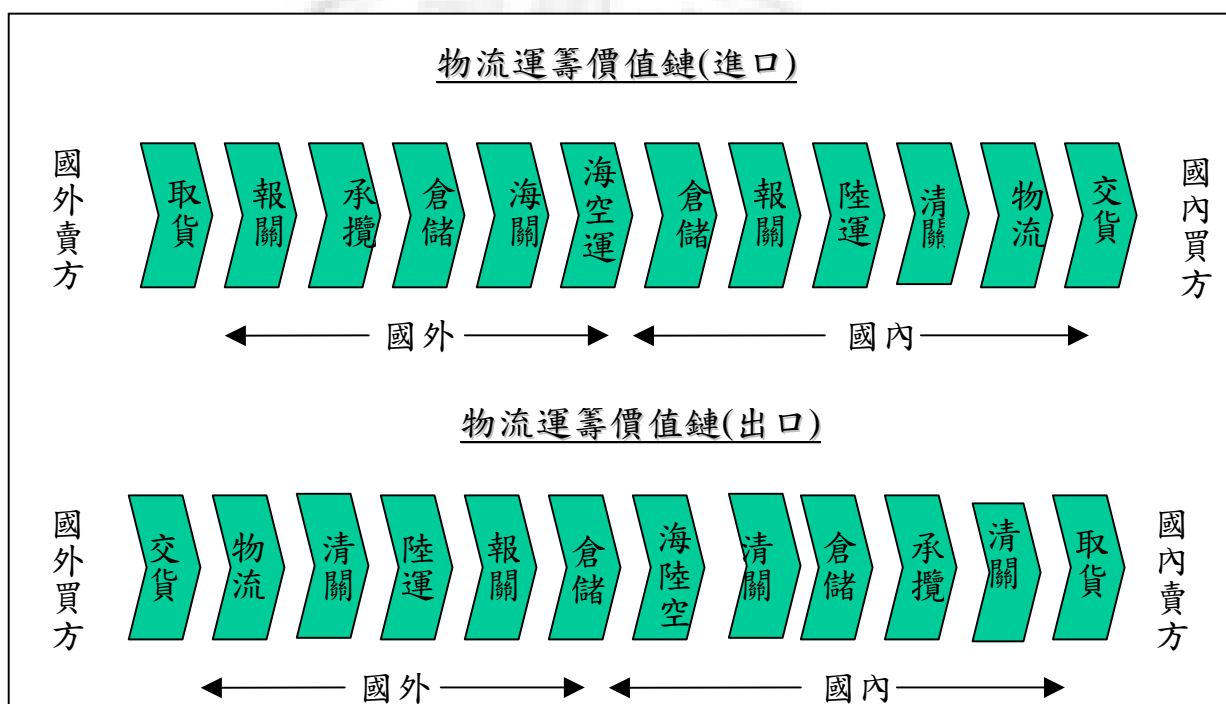 物流運籌價值鏈(進口)
國外賣方
取貨
報關
承攬
倉儲
海關
海空運
倉儲
報關
陸運
清關
物流
交貨
國內買方
國外
國內
物流運籌價值鏈(出口)
國外買方
交貨
物流
清關
陸運
報關
倉儲
海陸空
清關
倉儲
承攬
清關
取貨
國內賣方
國外
國內